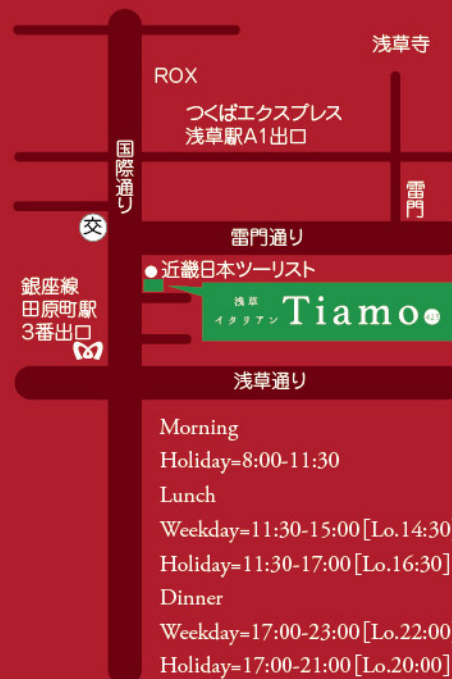 浅草寺
ROX
つくばエクスプレス
浅草駅A1出口
国際通り
雷門
交
雷門通り
近畿日本ツーリスト
銀座線
田原町駅
3番出口
浅草
イタリアン
Tiamo
浅草通り
Morning
Holiday=8:00-11:30
Lunch
Weekday=11:30-15:00[Lo.14:30
Holiday=11:30-17:00[Lo.16:30]
Dinner
Weekday=17:00-23:00[Lo.22:00
Holiday=17:00-21:00[Lo.20:00]